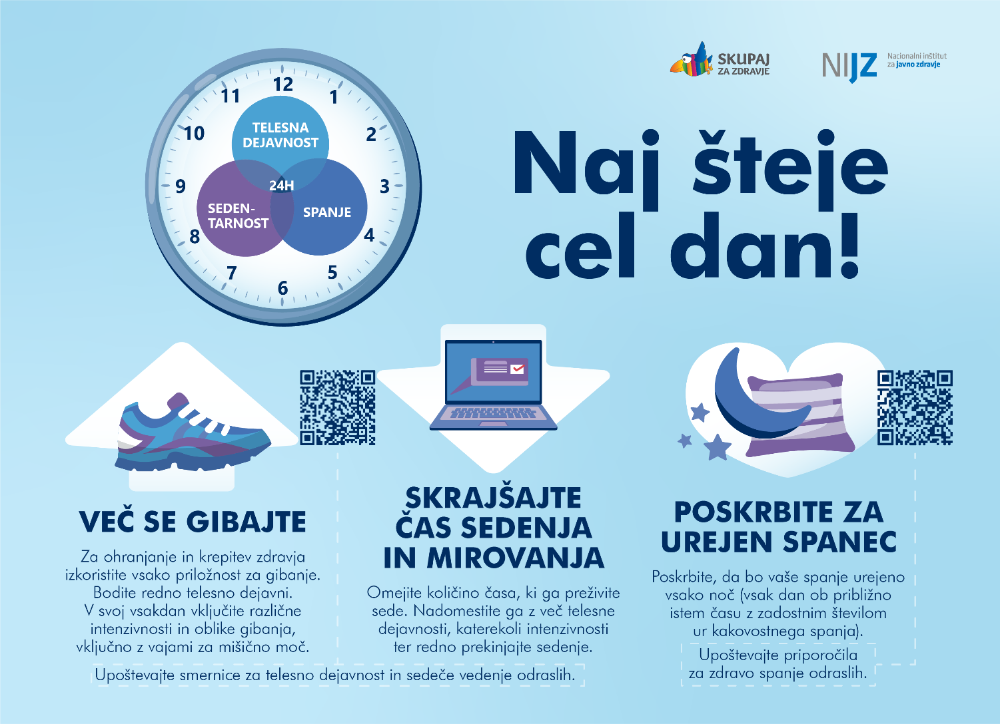 12
11
1
10
2
9
3
8
4
7
5
6
TELESNA
DEJAVNOST
24H
SEDEN-
TARNOST
SPANJE
SKUPAJ
ZA ZDRAVJE
NIJZ
Nacionalni inštitut
za javno zdravje
Naj šteje
cel dan!
VEČ SE GIBAJTE
Za ohranjanje in krepitev zdravja
izkoristite vsako priložnost za gibanje.
Bodite redno telesno dejavni.
V svoj vsakdan vključite različne
intenzivnosti in oblike gibanja,
vključno z vajami za mišično moč.
SKRAJŠAJTE
ČAS SEDENJA
IN MIROVANJA
Omejite količino časa, ki ga preživite
sede. Nadomestite ga z več telesne
dejavnosti, katerekoli intenzivnosti
ter redno prekinjajte sedenje.
Upoštevajte smernice za telesno dejavnost in sedeče vedenje odraslih.
POSKRBITE ZA
UREJEN SPANEC
Poskrbite, da bo vaše spanje urejeno
vsako noč (vsak dan ob približno
istem času z zadostnim številom
ur kakovostnega spanja).
Upoštevajte priporočila
za zdravo spanje odraslih.